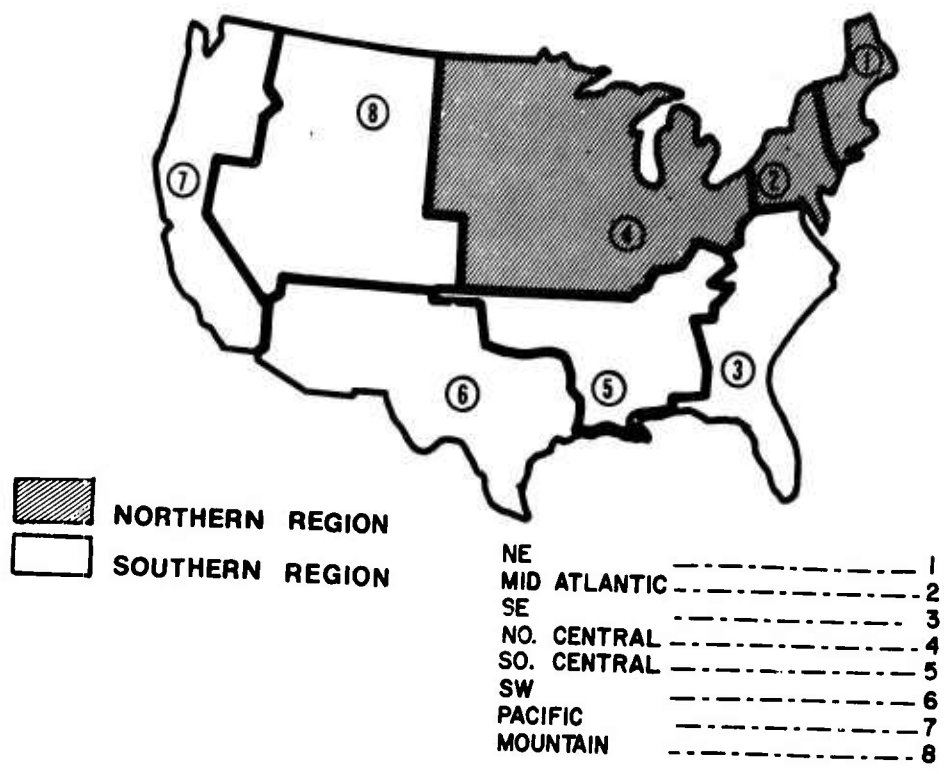 1
8
7
2
4
3
6
5
NORTHERN REGION
SOUTHERN REGION
NE 1
MID ATLANTIC 2
SE 3
NO. CENTRAL 4
SO. CENTRAL 5
SW 6
PACIFIC 7
MOUNTAIN 8